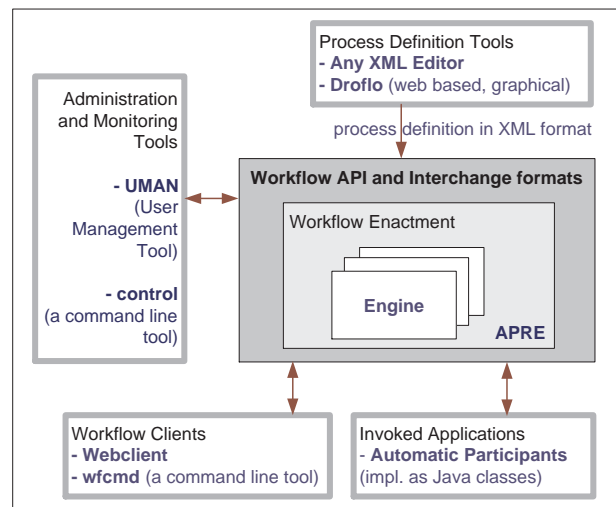 Process Definition Tools
- Any XML Editor
- Droflo (web based, graphical)
process definition in XML format
Administration
and Monitoring
Tools
- UMAN
(User
Management
Tool)
- control
(a command line
tool)
Workflow API and Interchange formats
Workflow Enactment
Engine
APRE
Workflow Clients
- Webclient
- wfcmd (a command line tool)
Invoked Applications
- Automatic Participants
(impl. as Java classes)